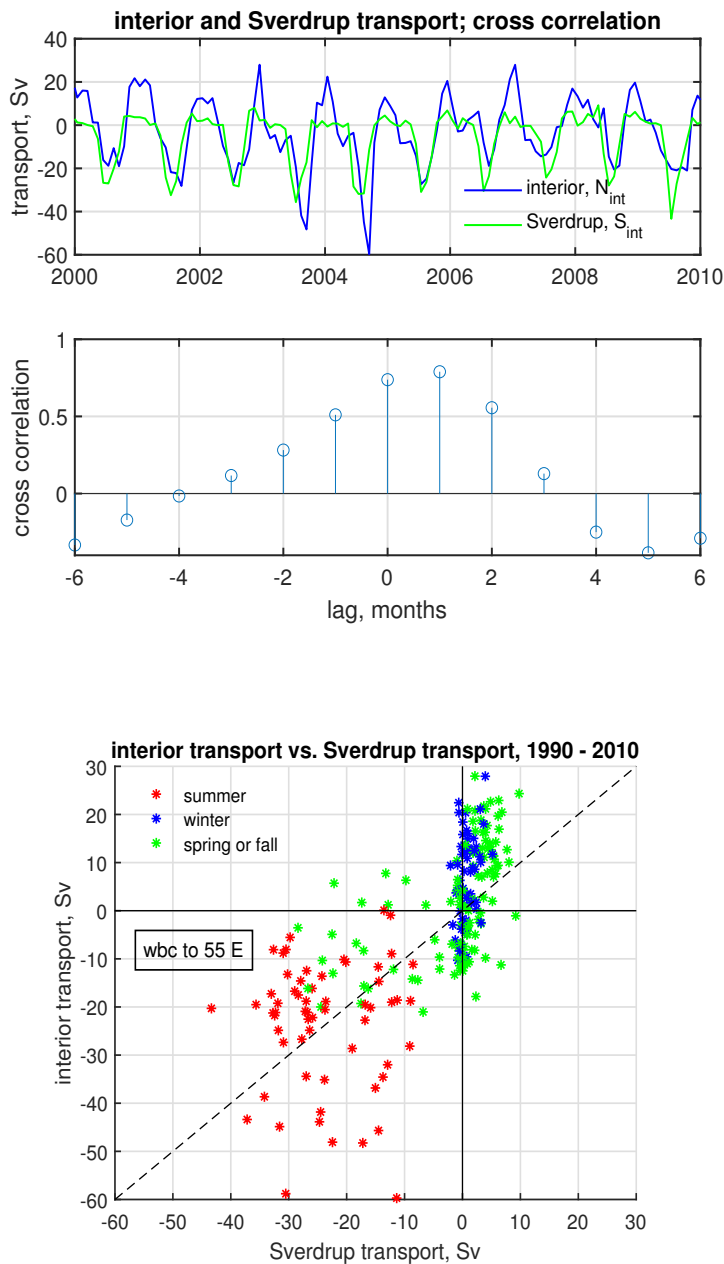 interior and Sverdrup transport; cross correlation
transport, Sv
40
20
0
-20
-40
-60
interior, N_int
Sverdrup, S_int
2000 2002 2004 2006 2008 2010
cross correlation
1
0.5
0
-6 -4 -2 0 2 4 6
lag, months
interior transport vs. Sverdrup transport, 1990 - 2010
interior transport, Sv
30
20
10
0
-10
-20
-30
-40
-50
-60
summer
winter
spring or fall
wbc to 55 E
-60 -50 -40 -30 -20 -10 0 10 20 30
Sverdrup transport, Sv